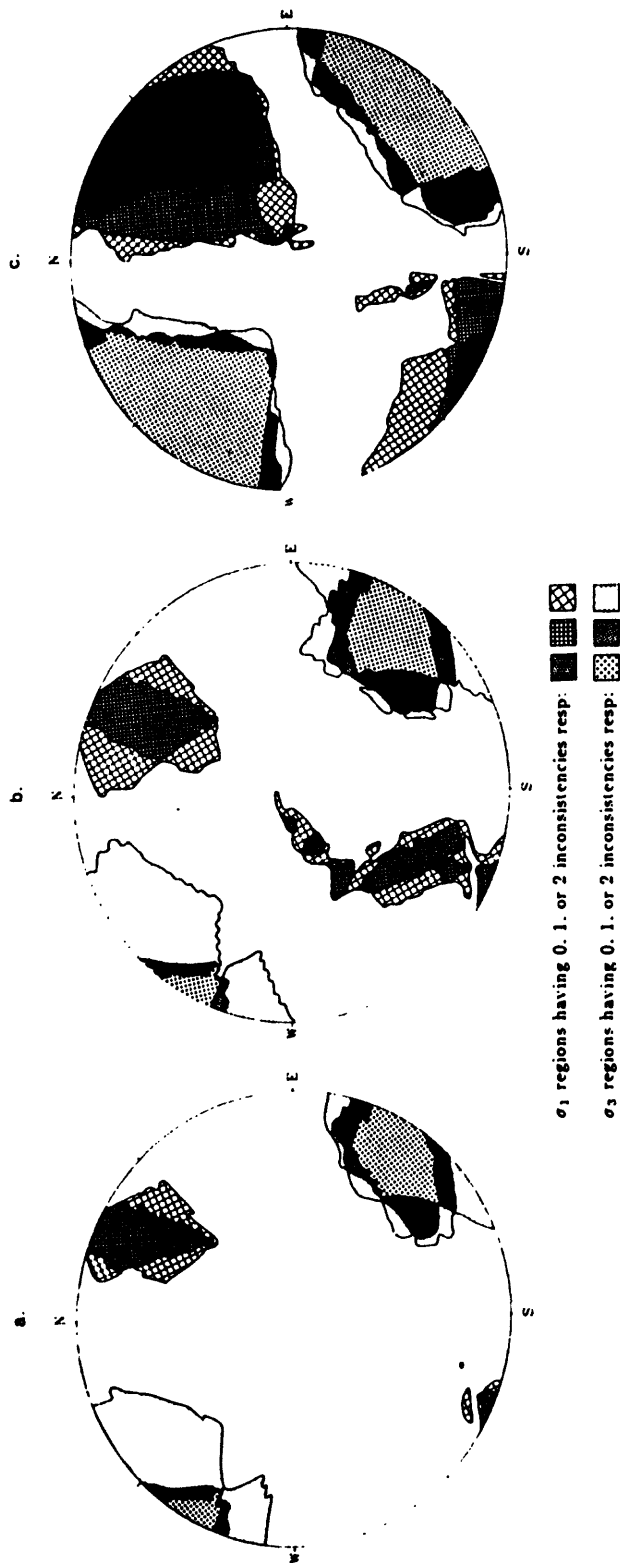 a. b. c.
N N N
W E W E W E
S S S
σ₁ regions having 0. 1. or 2 inconsistencies resp:
σ₃ regions having 0. 1. or 2 inconsistencies resp: